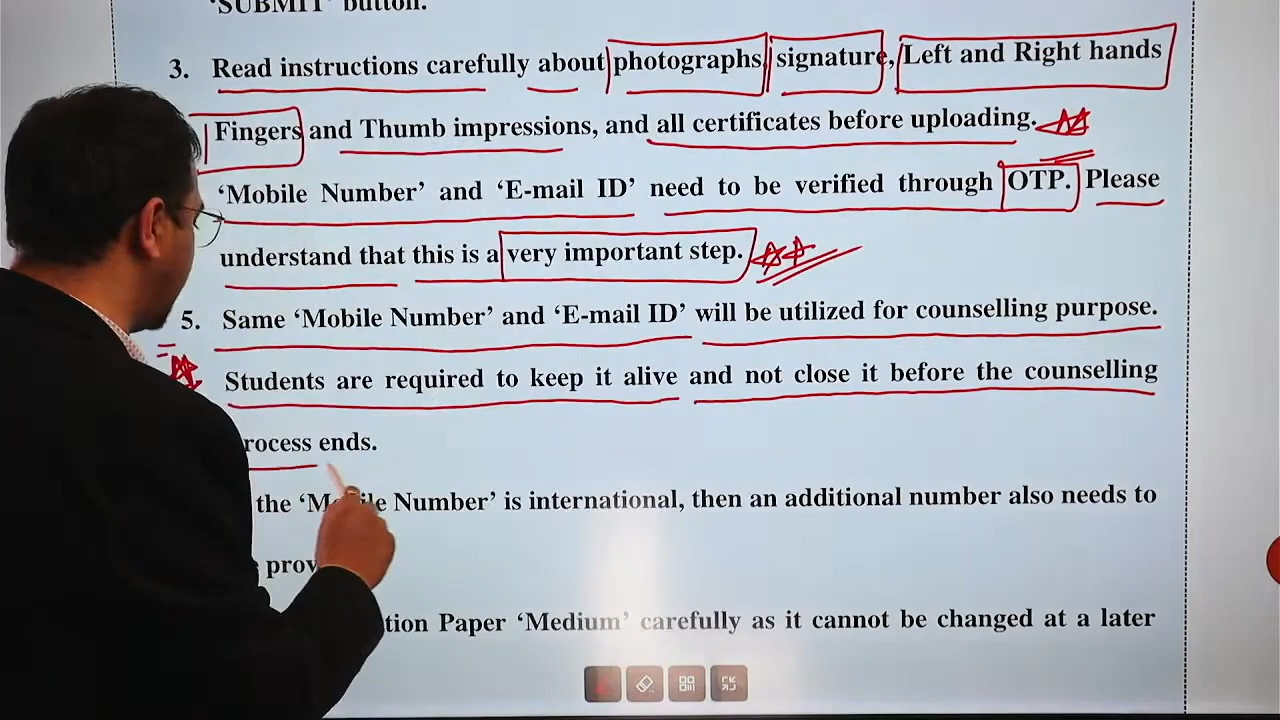 'SUBMIT' button.
3. Read instructions carefully about photographs, signature, Left and Right hands
Fingers and Thumb impressions, and all certificates before uploading.
'Mobile Number' and 'E-mail ID' need to be verified through OTP. Please
understand that this is a very important step.
5. Same 'Mobile Number' and 'E-mail ID' will be utilized for counselling purpose.
Students are required to keep it alive and not close it before the counselling
rocess ends.
the 'Mobile Number' is international, then an additional number also needs to
prov
tion Paper 'Medium' carefully as it cannot be changed at a later